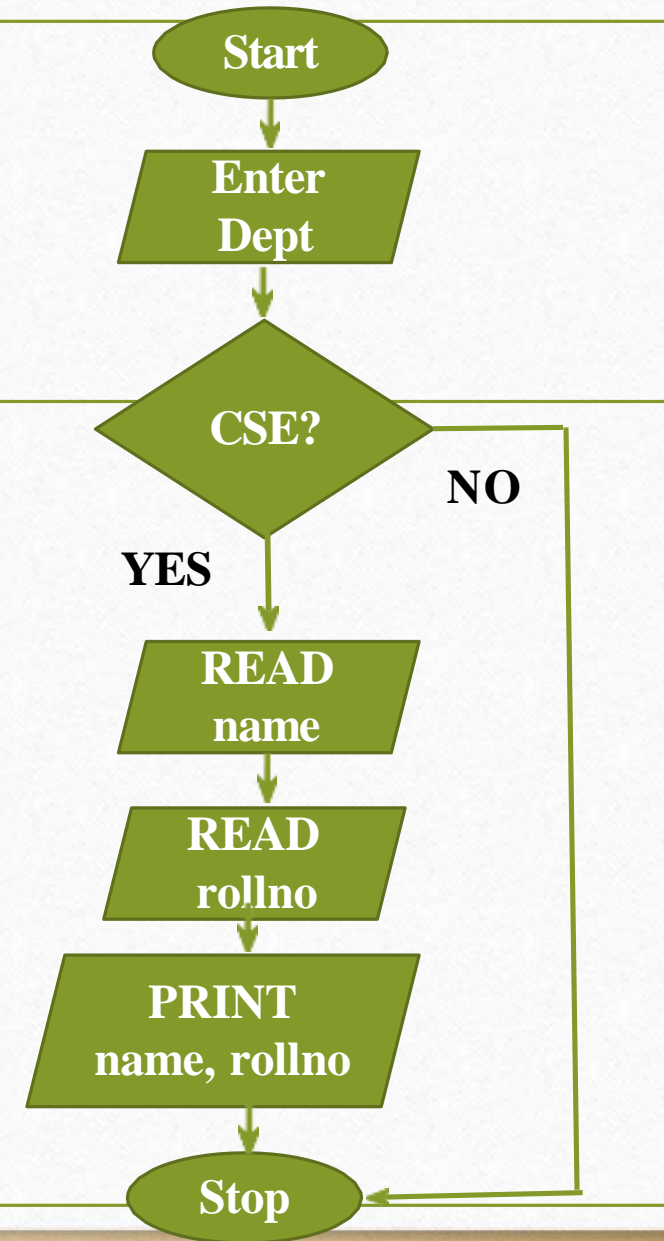 Start
Enter
Dept
CSE?
NO
YES
READ
name
READ
rollno
PRINT
name, rollno
Stop